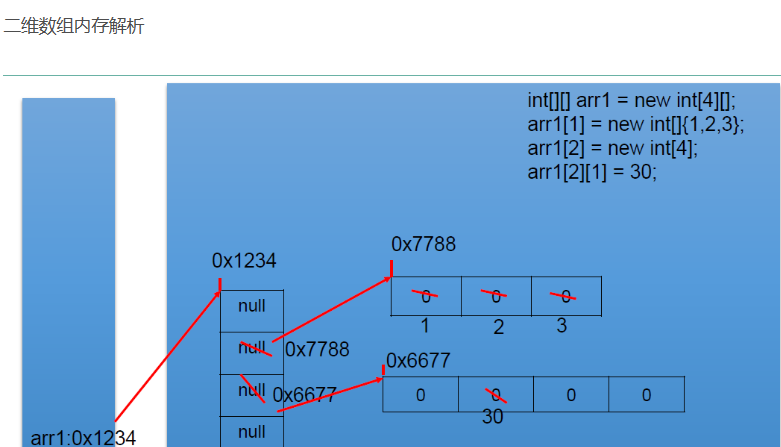 二维数组内存解析
int[][] arr1 = new int[4][];
arr1[1] = new int[]{1,2,3};
arr1[2] = new int[4];
arr1[2][1] = 30;
0x7788
0x1234
0 0 0
null
1 2 3
null 0x7788
0x6677
null 0x6677
0 0 0 0
30
null
arr1:0x1234